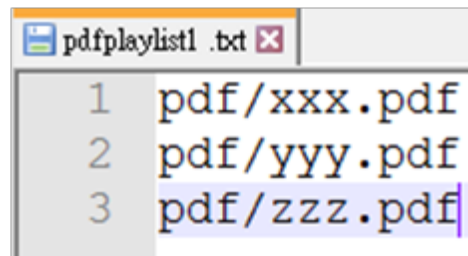 pdfplaylist1 .txt
1 pdf/xxx.pdf
2 pdf/yyy.pdf
3 pdf/zzz.pdf